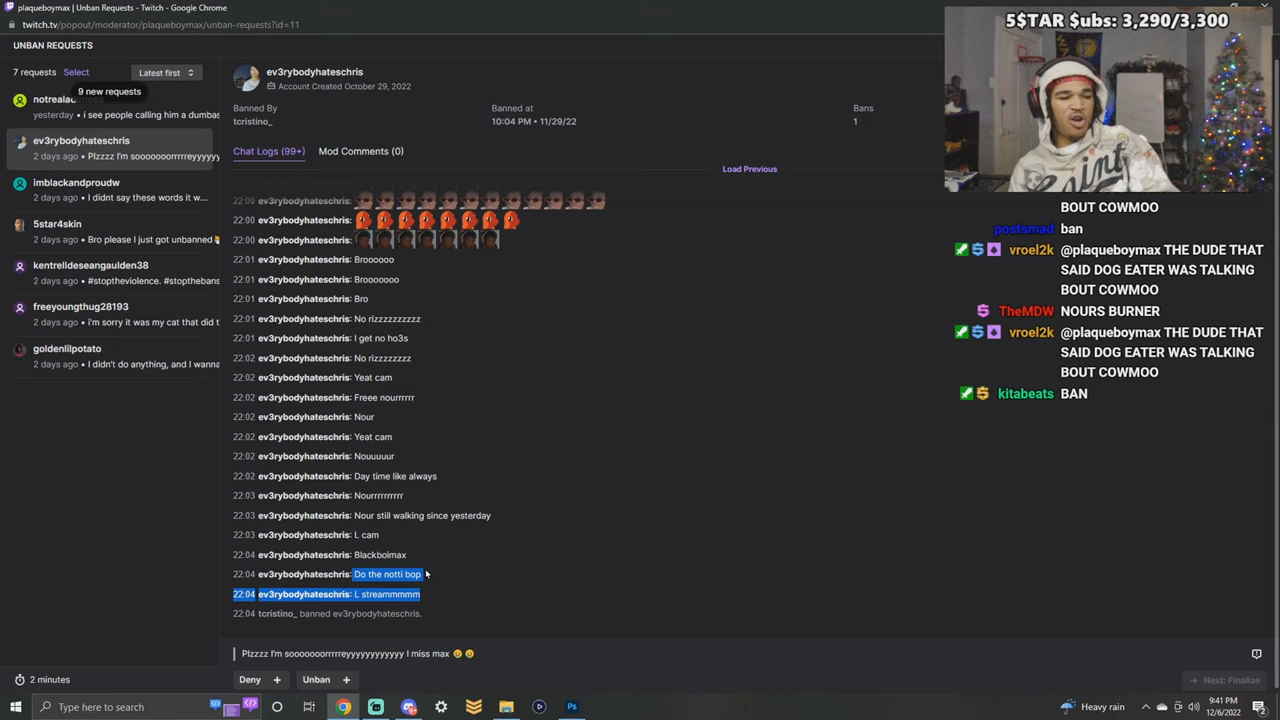 plaqueboymax | Unban Requests - Twitch - Google Chrome
twitch.tv/popout/moderator/plaqueboymax/unban-requests?id=11
UNBAN REQUESTS
7 requests Select Latest first
9 new requests
yesterday • i see people calling him a dumbas
ev3rybodyhateschris
2 days ago • Plzzzz I'm sooooooorrrrreyyyyy
imblackandproudw
2 days ago • I didn't say these words it w...
5star4skin
2 days ago • Bro please I just got unbanned
kentrelldeseangaulden38
2 days ago • #stoptheviolence. #stopthebans
freeyoungthug28193
2 days ago • i'm sorry it was my cat that did t
goldenlilpotato
2 days ago • I didn't do anything, and I wanna
2 minutes
ev3rybodyhateschris
Account Created October 29, 2022
Banned By
tcristino_
Banned at
10:04 PM • 11/29/22
Bans
1
Chat Logs (99+) Mod Comments (0)
Load Previous
22:00 ev3rybodyhateschris:
22:00 ev3rybodyhateschris:
22:00 ev3rybodyhateschris:
22:01 ev3rybodyhateschris: Broooooo
22:01 ev3rybodyhateschris: Brooooooo
22:01 ev3rybodyhateschris: Bro
22:01 ev3rybodyhateschris: No rizzzzzzzzzz
22:01 ev3rybodyhateschris: I get no ho3s
22:02 ev3rybodyhateschris: No rizzzzzzzz
22:02 ev3rybodyhateschris: Yeat cam
22:02 ev3rybodyhateschris: Freee nourrrrrr
22:02 ev3rybodyhateschris: Nour
22:02 ev3rybodyhateschris: Yeat cam
22:02 ev3rybodyhateschris: Nouuuuur
22:02 ev3rybodyhateschris: Day time like always
22:03 ev3rybodyhateschris: Nourrrrrrrrr
22:03 ev3rybodyhateschris: Nour still walking since yesterday
22:03 ev3rybodyhateschris: L cam
22:04 ev3rybodyhateschris: Blackboimax
22:04 ev3rybodyhateschris: Do the notti bop
22:04 ev3rybodyhateschris: L streammmmm
22:04 tcristino_ banned ev3rybodyhateschris.
Plzzzz I'm sooooooorrrrrreyyyyyyyyyyyy I miss max
Deny + Unban +
Next: Finalize
5$TAR $ubs: 3,290/3,300
BOUT COWMOO
postsmad ban
vroel2k @plaqueboymax THE DUDE THAT
SAID DOG EATER WAS TALKING
BOUT COWMOO
TheMDW NOURS BURNER
vroel2k @plaqueboymax THE DUDE THAT
SAID DOG EATER WAS TALKING
BOUT COWMOO
kitabeats BAN
Type here to search
Ps
Heavy rain
9:41 PM
12/6/2022
2